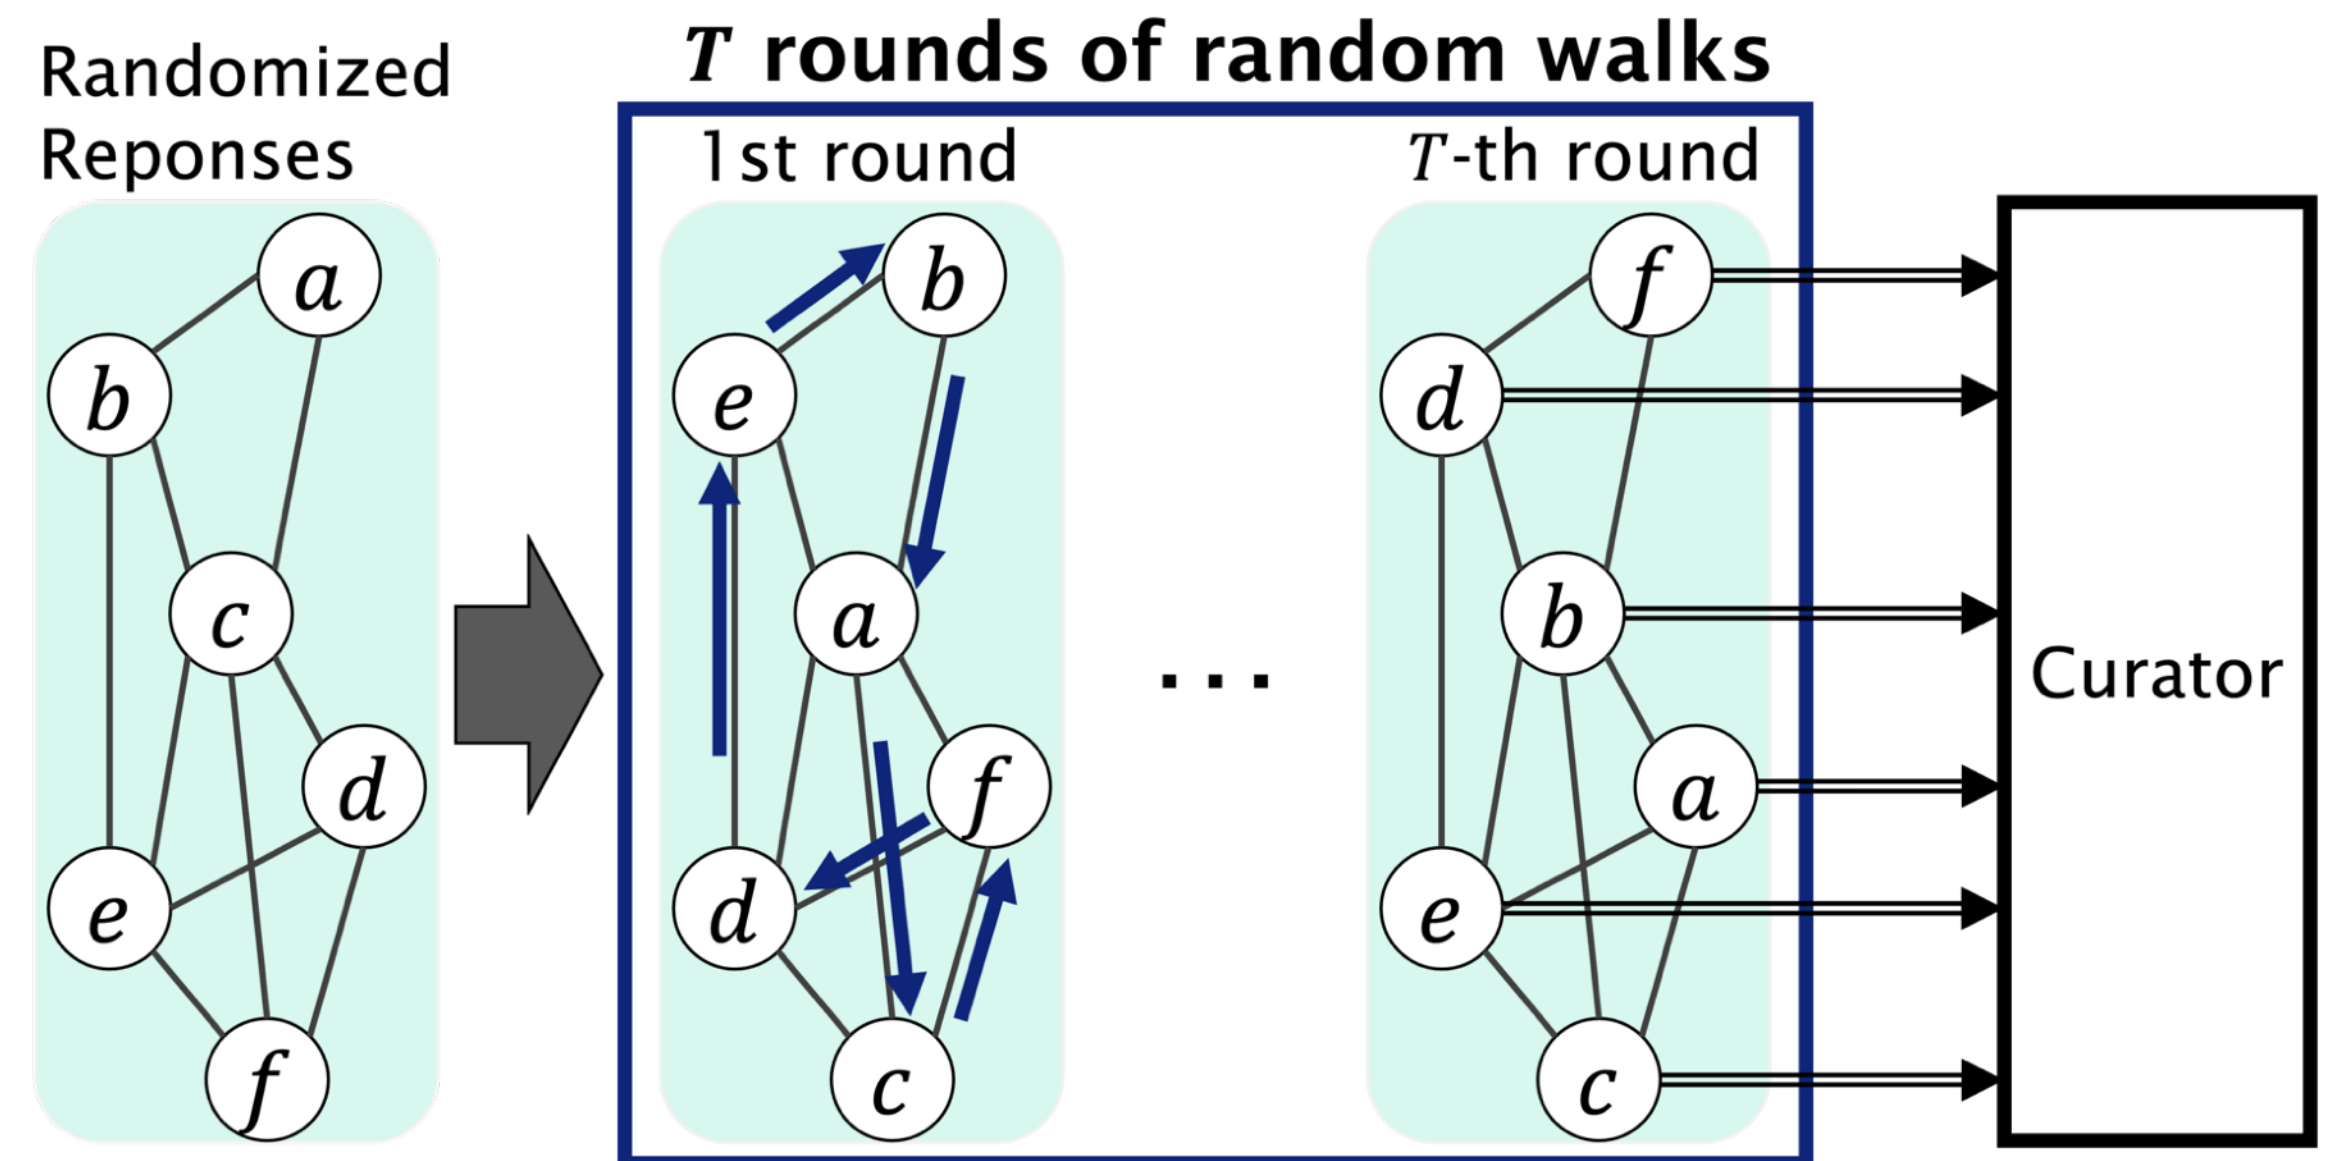 Randomized
Reponses
T rounds of random walks
1st round
T-th round
a
b
c
d
e
f
b
e
a
f
d
c
...
f
d
b
a
e
c
Curator